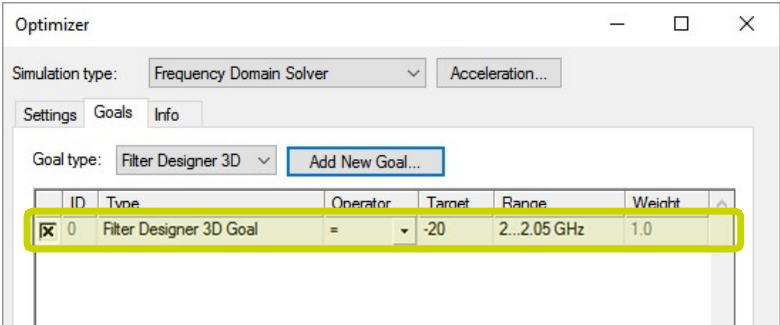 Optimizer
Simulation type: Frequency Domain Solver Acceleration...
Settings Goals Info
Goal type: Filter Designer 3D Add New Goal...
ID Type Operator Target Range Weight
0 Filter Designer 3D Goal = -20 2...2.05 GHz 1.0